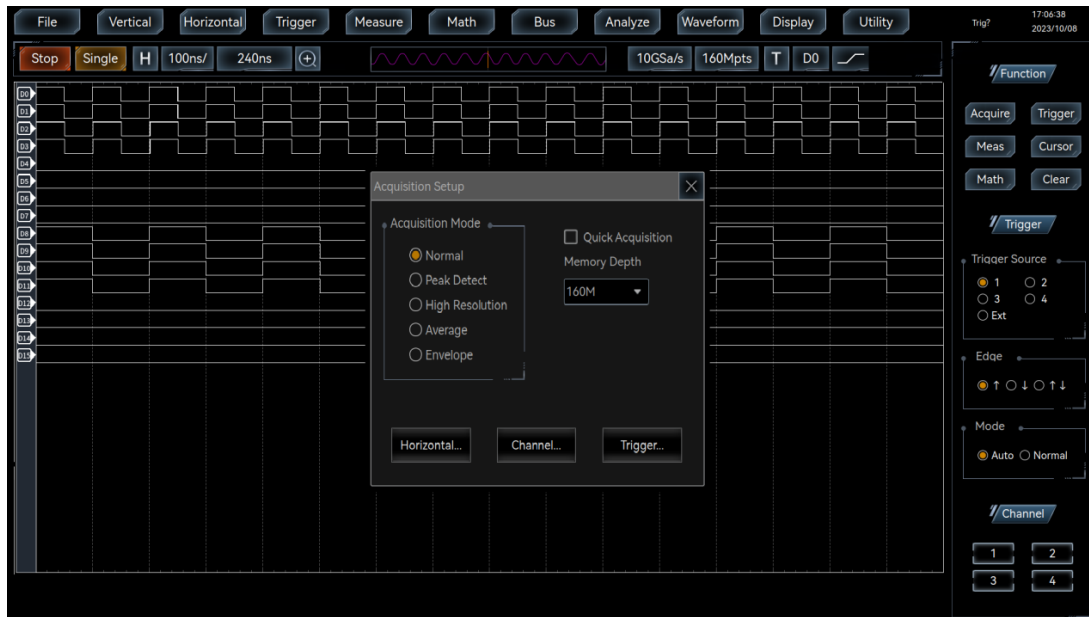 File Vertical Horizontal Trigger Measure Math Bus Analyze Waveform Display Utility Trig? 17:06:38
2023/10/08
Stop Single H 100ns/ 240ns 10GSa/s 160Mpts T D0
Function
Acquire Trigger
Meas Cursor
Math Clear
Trigger
Trigger Source
1 2
3 4
Ext
Edge
↑ ↓ ↑↓
Mode
Auto Normal
Channel
1 2
3 4
D0
D1
D2
D3
D4
D5
D6
D7
D8
D9
D10
D11
D12
D13
D14
D15
Acquisition Setup
Acquisition Mode
Normal
Peak Detect
High Resolution
Average
Envelope
Quick Acquisition
Memory Depth
160M
Horizontal... Channel... Trigger...